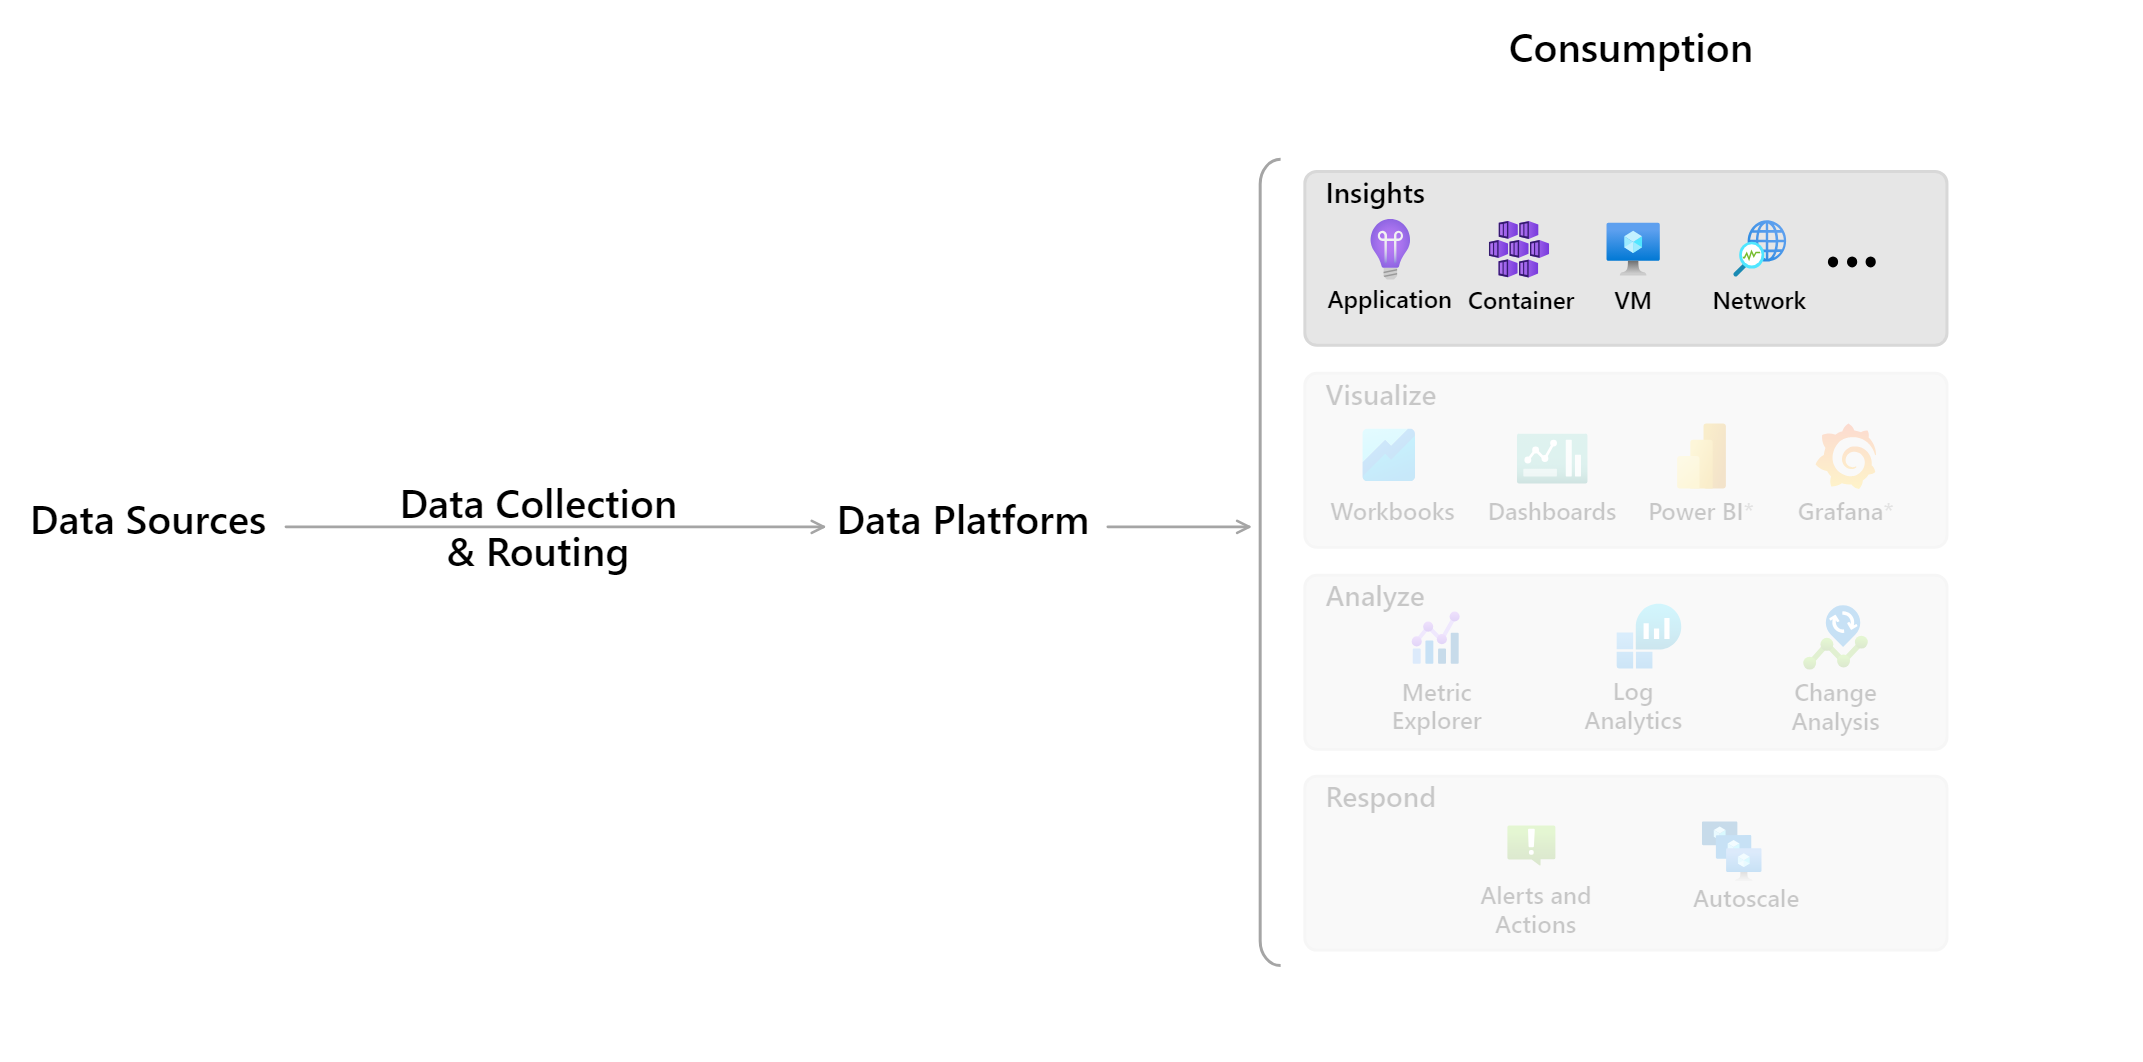 Consumption
Insights
Application
Container
VM
Network
...
Visualize
Workbooks
Dashboards
Power BI*
Grafana*
Data Sources
Data Collection
& Routing
Data Platform
Analyze
Metric
Explorer
Log
Analytics
Change
Analysis
Respond
Alerts and
Actions
Autoscale